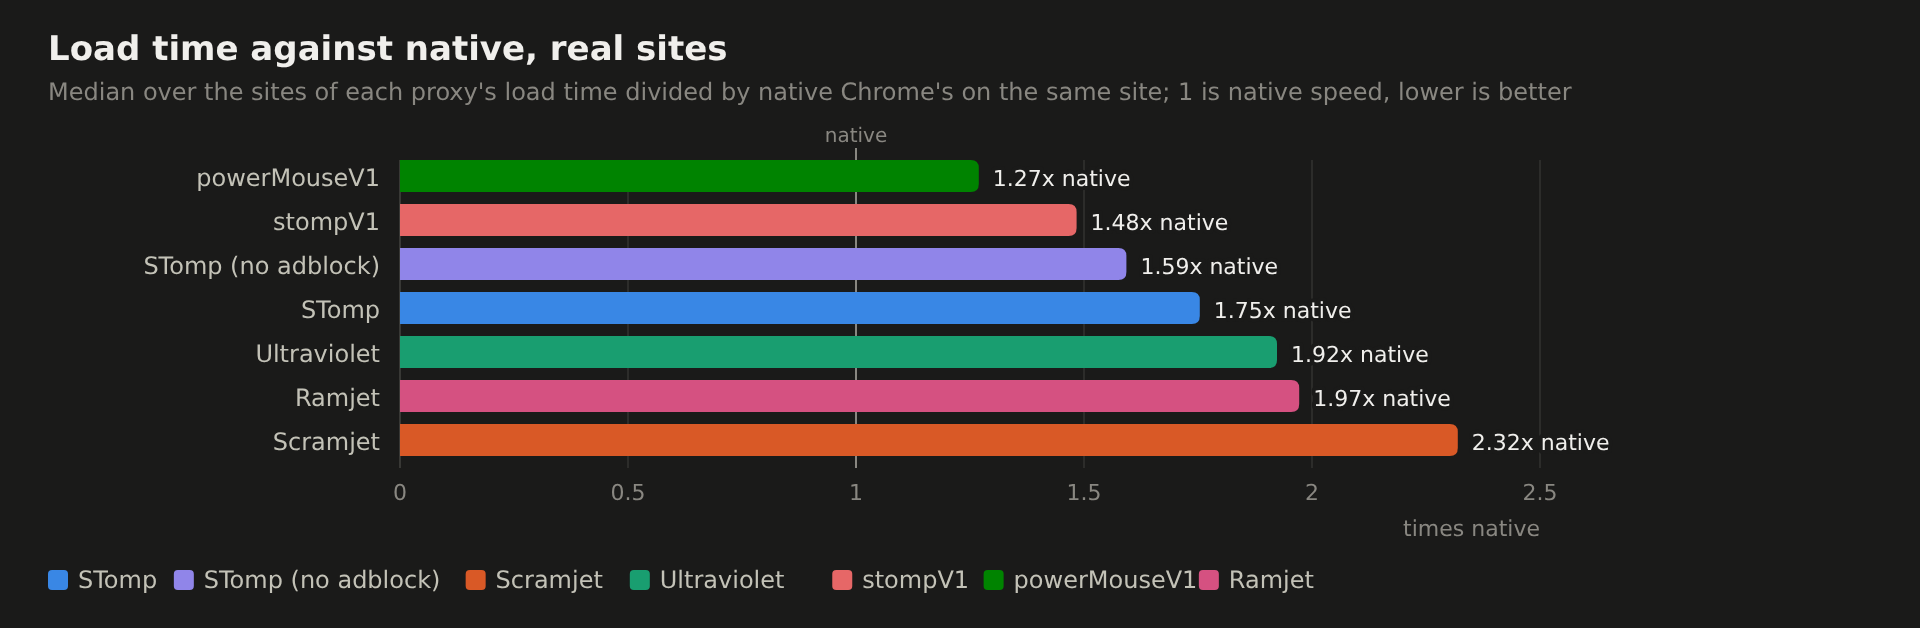 Load time against native, real sites
Median over the sites of each proxy's load time divided by native Chrome's on the same site; 1 is native speed, lower is better
native
powerMouseV1 1.27x native
stompV1 1.48x native
STomp (no adblock) 1.59x native
STomp 1.75x native
Ultraviolet 1.92x native
Ramjet 1.97x native
Scramjet 2.32x native
0 0.5 1 1.5 2 2.5
times native
STomp STomp (no adblock) Scramjet Ultraviolet stompV1 powerMouseV1 Ramjet